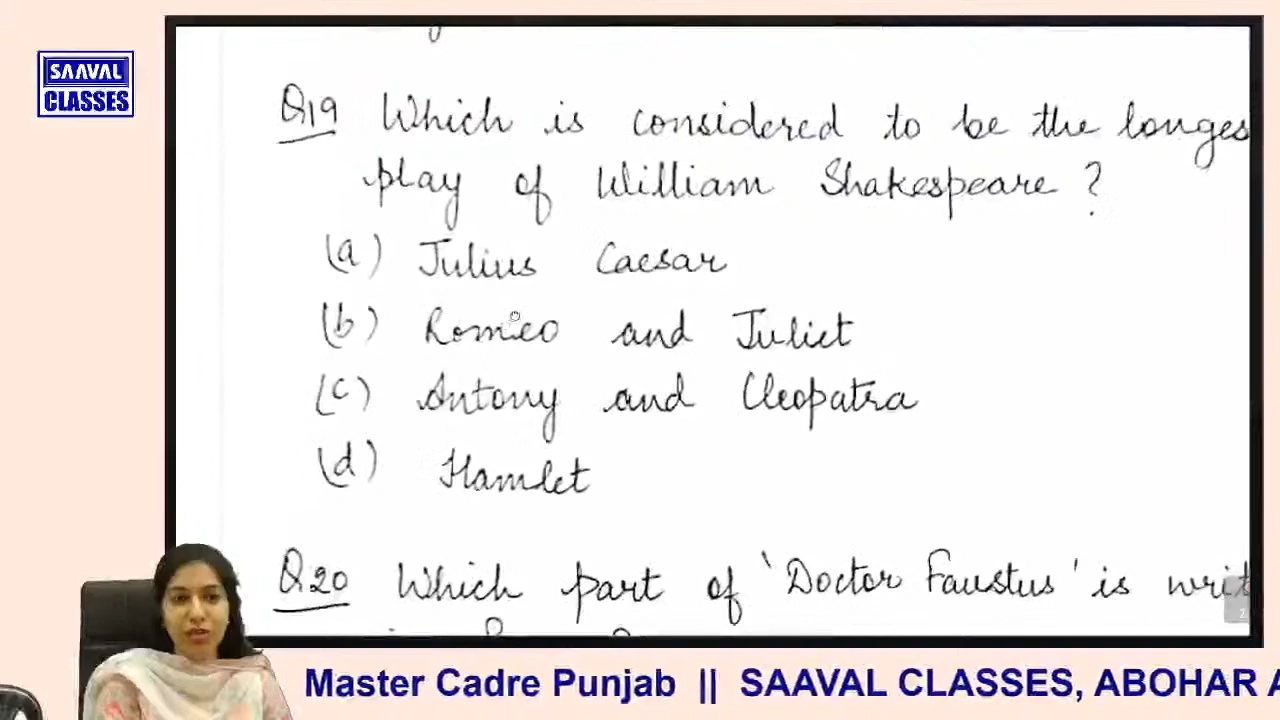 SAAVAL
CLASSES
Q19 Which is considered to be the longes
play of William Shakespeare?
(a) Julius Caesar
(b) Romeo and Juliet
(c) Antony and Cleopatra
(d) Hamlet
Q.20 Which part of 'Doctor Faustus' is writ
Master Cadre Punjab || SAAVAL CLASSES, ABOHAR A